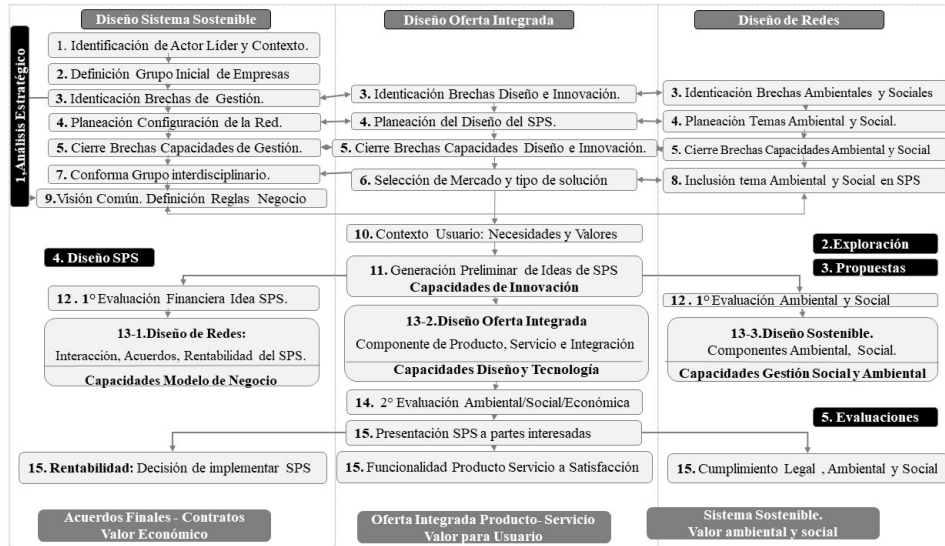 Diseño Sistema Sostenible
Diseño Oferta Integrada
Diseño de Redes
1,Análisis Estratégico
1. Identificación de Actor Líder y Contexto.
2. Definición Grupo Inicial de Empresas
3. Identicación Brechas de Gestión.
3. Identicación Brechas Diseño e Innovación.
3. Identicación Brechas Ambientales y Sociales
4. Planeación Configuración de la Red.
4. Planeación del Diseño del SPS.
4. Planeación Temas Ambiental y Social.
5. Cierre Brechas Capacidades de Gestión.
5. Cierre Brechas Capacidades Diseño e Innovación.
5. Cierre Brechas Capacidades Ambiental y Social
7. Conforma Grupo interdisciplinario.
6. Selección de Mercado y tipo de solución
8. Inclusión tema Ambiental y Social en SPS
9.Visión Común. Definición Reglas Negocio
10. Contexto Usuario: Necesidades y Valores
2.Exploración
4. Diseño SPS
3. Propuestas
11. Generación Preliminar de Ideas de SPS
Capacidades de Innovación
12 . 1° Evaluación Financiera Idea SPS.
12 . 1° Evaluación Ambiental y Social
13-1.Diseño de Redes:
Interacción, Acuerdos, Rentabilidad del SPS.
Capacidades Modelo de Negocio
13-2.Diseño Oferta Integrada
Componente de Producto, Servicio e Integración
Capacidades Diseño y Tecnología
13-3.Diseño Sostenible.
Componentes Ambiental, Social.
Capacidades Gestión Social y Ambiental
14. 2° Evaluación Ambiental/Social/Económica
5. Evaluaciones
15. Presentación SPS a partes interesadas
15. Rentabilidad: Decisión de implementar SPS
15. Funcionalidad Producto Servicio a Satisfacción
15. Cumplimiento Legal , Ambiental y Social
Acuerdos Finales - Contratos
Valor Económico
Oferta Integrada Producto- Servicio
Valor para Usuario
Sistema Sostenible.
Valor ambiental y social